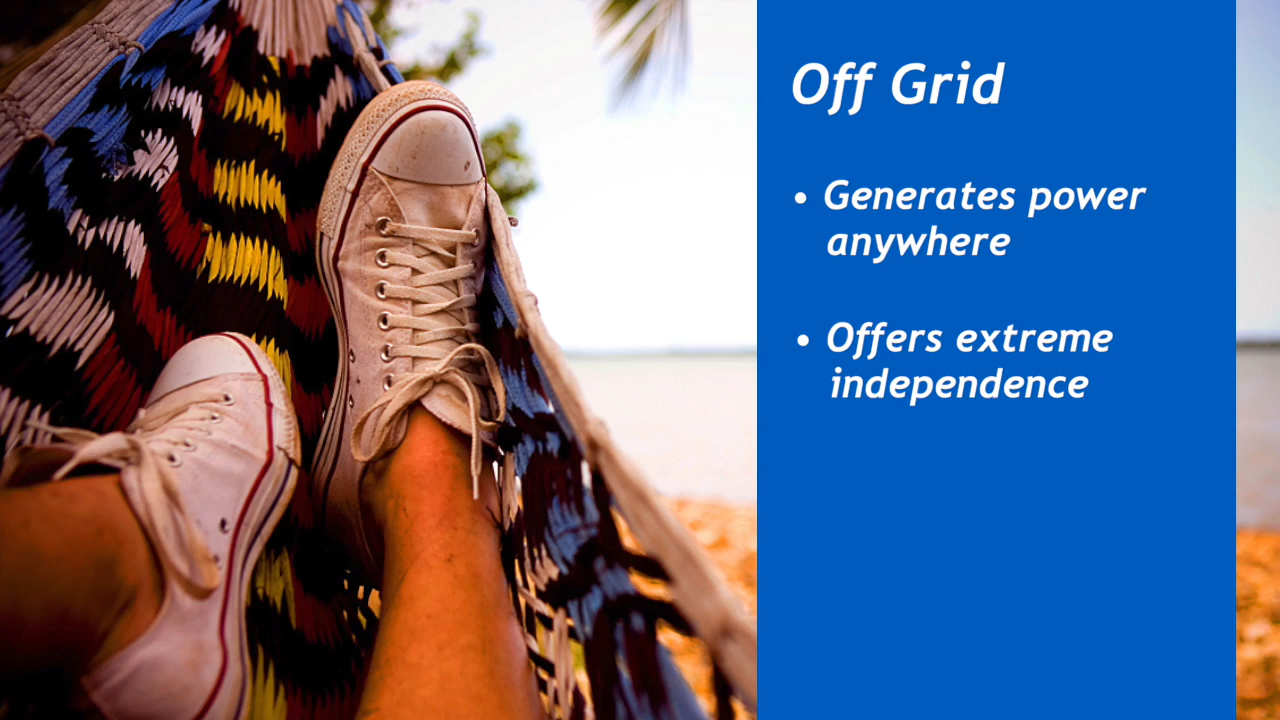 Off Grid
• Generates power
anywhere
• Offers extreme
independence